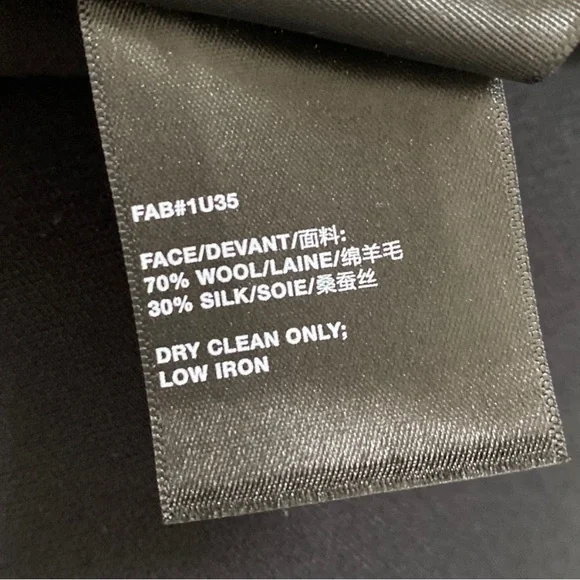 FAB#1U35
FACE/DEVANT/面料:
70% WOOL/LAINE/绵羊毛
30% SILK/SOIE/桑蚕丝
DRY CLEAN ONLY;
LOW IRON